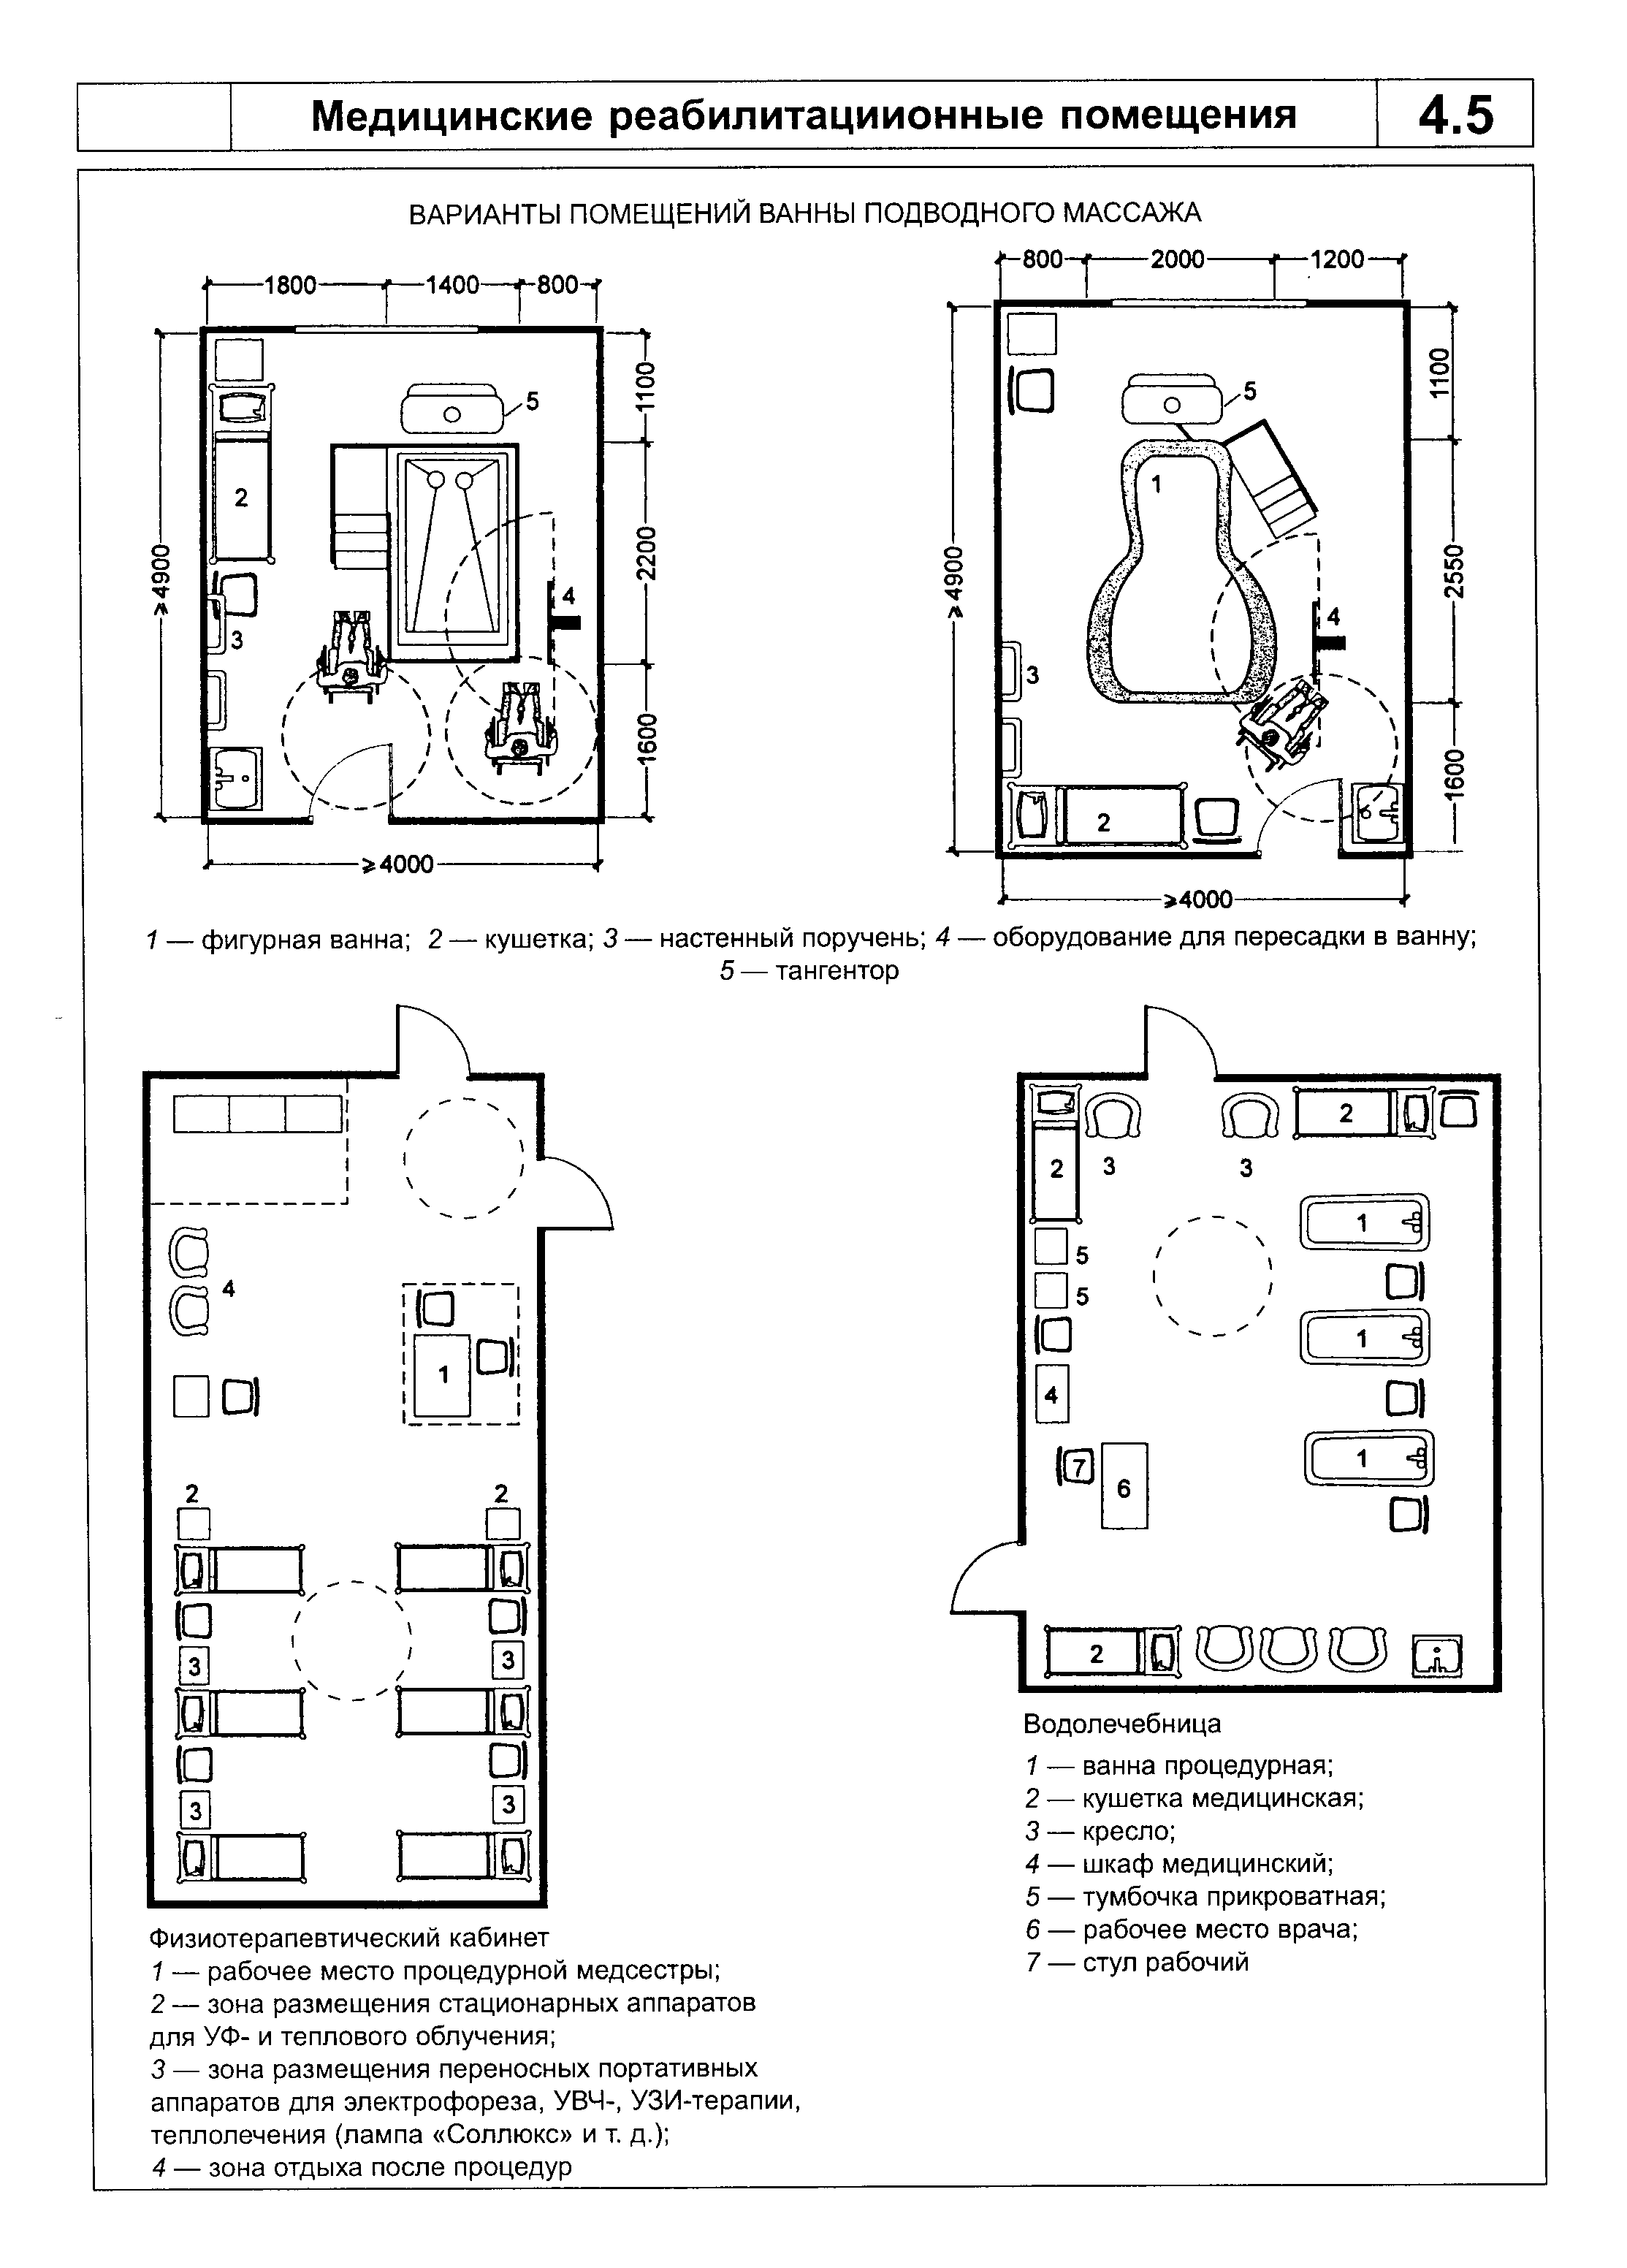 Медицинские реабилитациионные помещения
4.5
ВАРИАНТЫ ПОМЕЩЕНИЙ ВАННЫ ПОДВОДНОГО МАССАЖА
1800 1400 800
⩾4900
1100
2200
1600
5
2
4
3
⩾4000
800 2000 1200
⩾4900
1100
2550
1600
5
1
4
3
2
⩾4000
1 — фигурная ванна; 2 — кушетка; 3 — настенный поручень; 4 — оборудование для пересадки в ванну;
5 — тангентор
4
1
2 2
3 3
3 3
2
2 3 3
1
5
5
1
4
1
7
6
2
Физиотерапевтический кабинет
1 — рабочее место процедурной медсестры;
2 — зона размещения стационарных аппаратов
для УФ- и теплового облучения;
3 — зона размещения переносных портативных
аппаратов для электрофореза, УВЧ-, УЗИ-терапии,
теплолечения (лампа «Соллюкс» и т. д.);
4 — зона отдыха после процедур
Водолечебница
1 — ванна процедурная;
2 — кушетка медицинская;
3 — кресло;
4 — шкаф медицинский;
5 — тумбочка прикроватная;
6 — рабочее место врача;
7 — стул рабочий